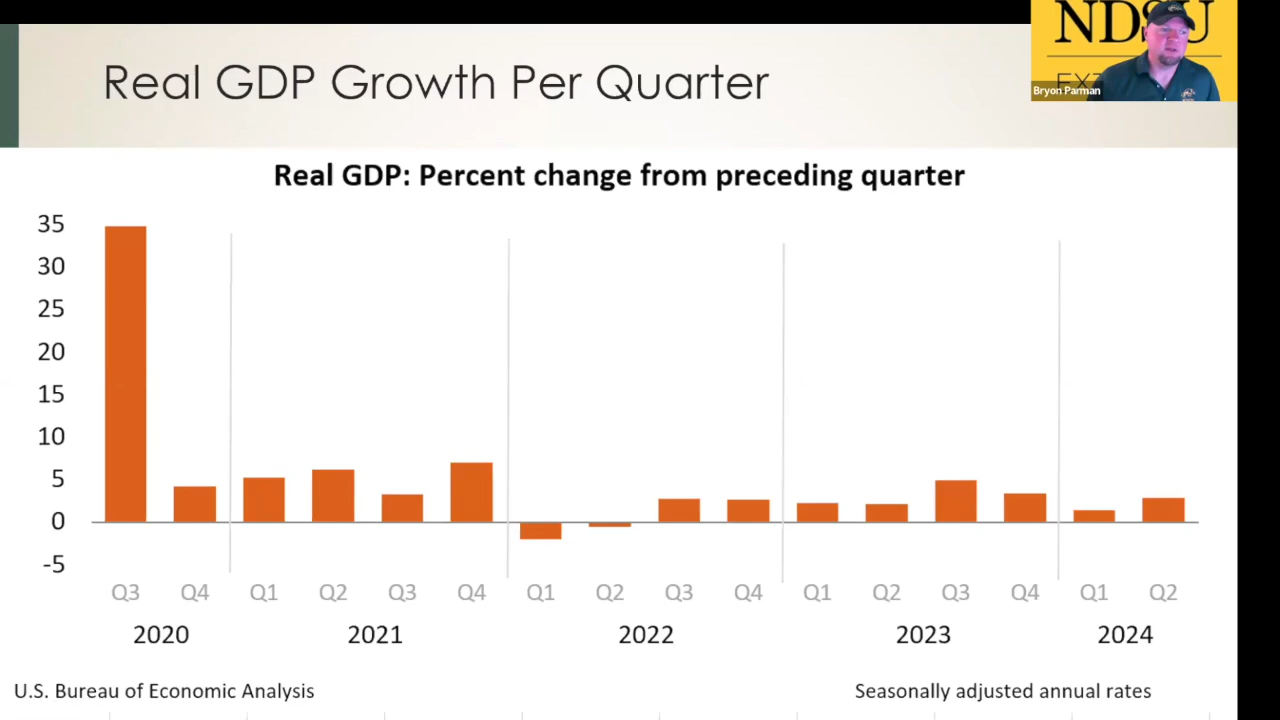 Real GDP Growth Per Quarter
NDSU
Bryon Parman
Real GDP: Percent change from preceding quarter
35
30
25
20
15
10
5
0
-5
Q3 Q4 Q1 Q2 Q3 Q4 Q1 Q2 Q3 Q4 Q1 Q2 Q3 Q4 Q1 Q2
2020 2021 2022 2023 2024
U.S. Bureau of Economic Analysis
Seasonally adjusted annual rates